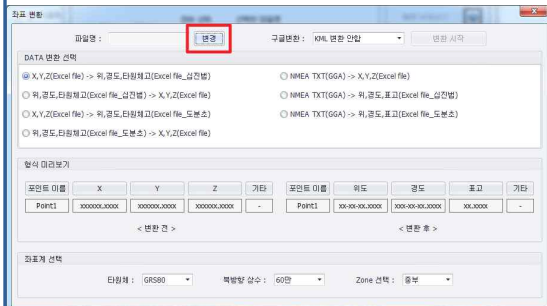 좌표 변환
파일명 : 변경 구글변환 : KML 변환 안함 변환 시작
DATA 변환 선택
X,Y,Z(Excel file) -> 위,경도,타원체고(Excel file_십진법) NMEA TXT(GGA) -> X,Y,Z(Excel file)
위,경도,타원체고(Excel file_십진법) -> X,Y,Z(Excel file) NMEA TXT(GGA) -> 위,경도,표고(Excel file_십진법)
X,Y,Z(Excel file) -> 위,경도,타원체고(Excel file_도분초) NMEA TXT(GGA) -> 위,경도,표고(Excel file_도분초)
위,경도,타원체고(Excel file_도분초) -> X,Y,Z(Excel file)
형식 미리보기
포인트 이름 X Y Z 기타 포인트 이름 위도 경도 표고 기타
Point1 xxxxxx.xxxx xxxxxx.xxxx xxxxxx.xxxx - Point1 xx-xx-xx.xxxx xxx-xx-xx.xxxx xx.xxxx -
< 변환 전 > < 변환 후 >
좌표계 선택
타원체 : GRS80 북방향 상수 : 60만 Zone 선택 : 중부